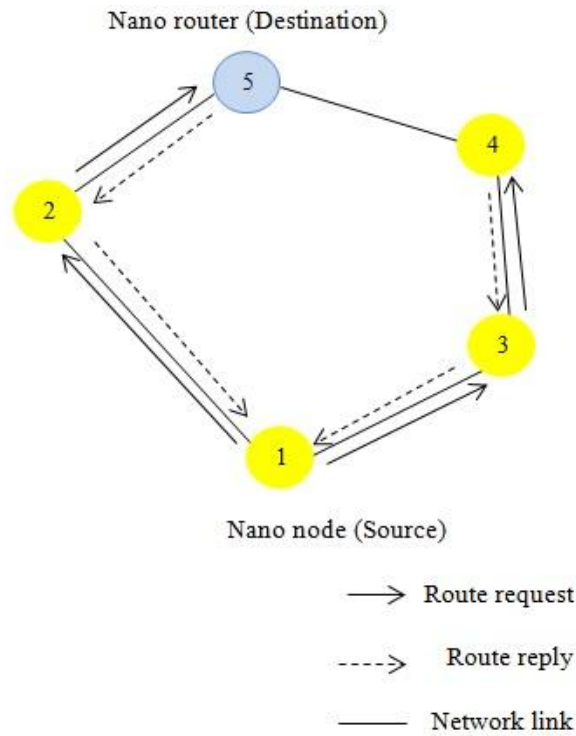 Nano router (Destination)
5
4
2
3
1
Nano node (Source)
Route request
Route reply
Network link